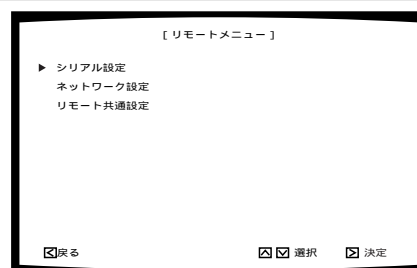 [リモートメニュー]
▶ シリアル設定
ネットワーク設定
リモート共通設定
戻る 選択 決定